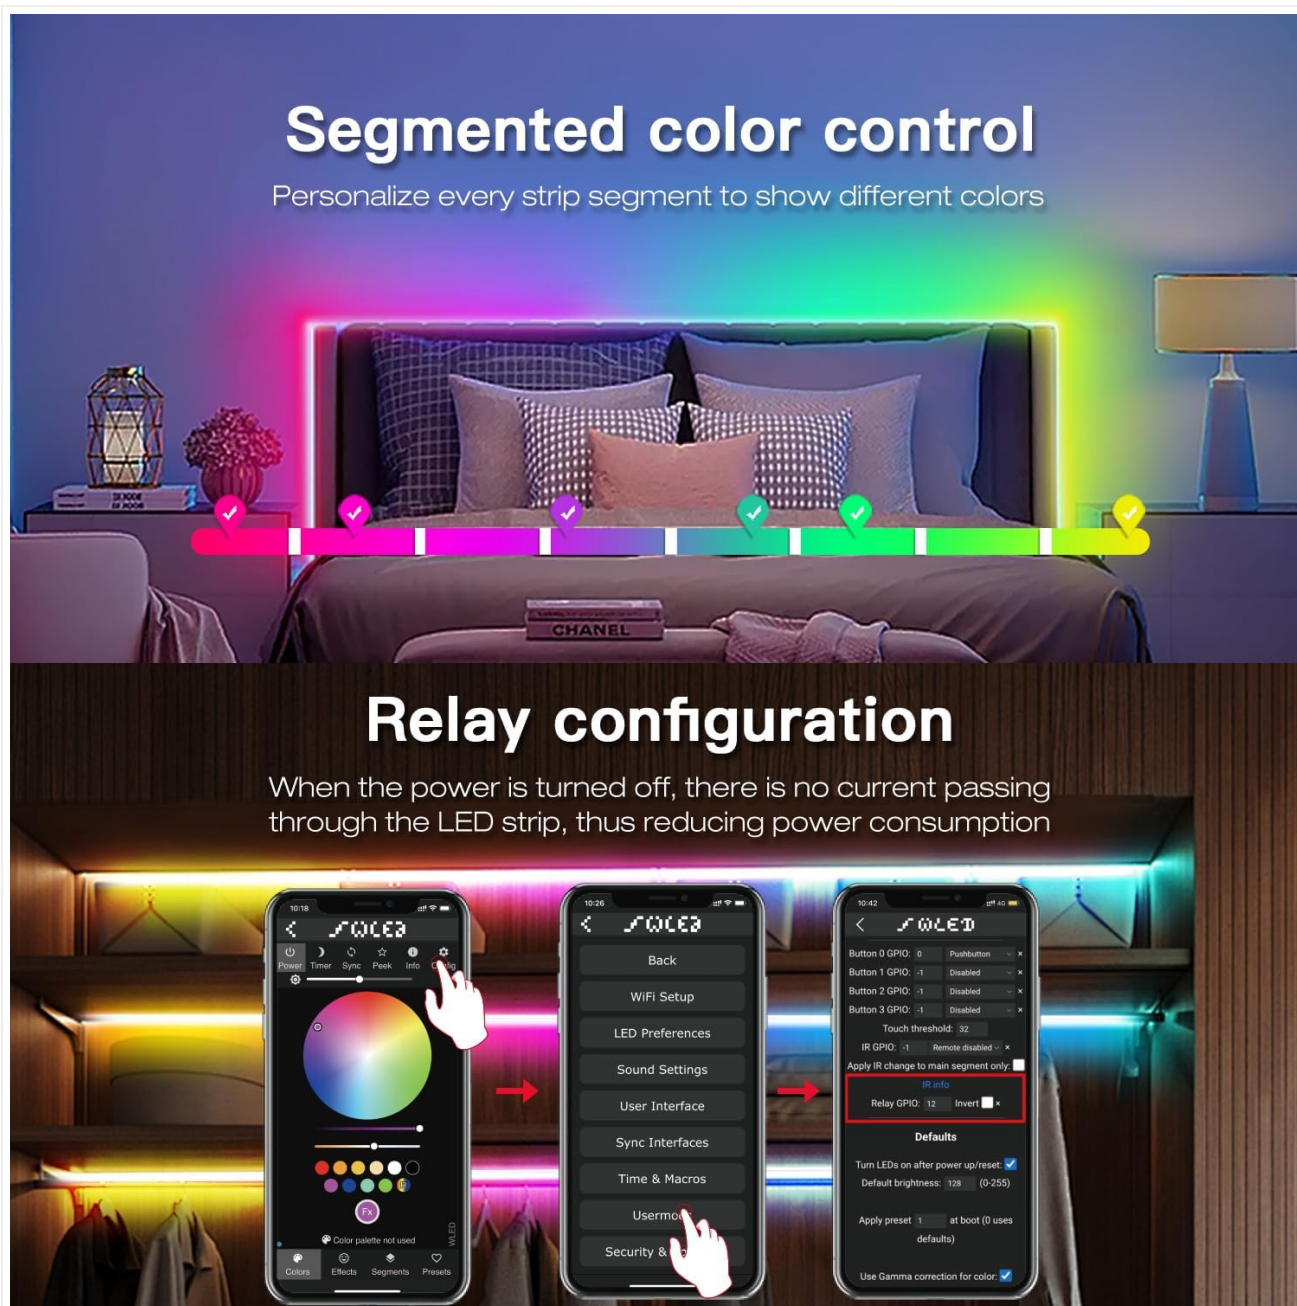 Segmented color control
Personalize every strip segment to show different colors
CHANEL
Relay configuration
When the power is turned off, there is no current passing
through the LED strip, thus reducing power consumption
10:18
WLED
Power Timer Sync Peek Info Config
Fx
Color palette not used
WLED
Colors Effects Segments Presets
10:26
WLED
Back
WiFi Setup
LED Preferences
Sound Settings
User Interface
Sync Interfaces
Time & Macros
Security &
10:42 4G
WLED
Button 0 GPIO: 0 Pushbutton ×
Button 1 GPIO: -1 Disabled ×
Button 2 GPIO: -1 Disabled ×
Button 3 GPIO: -1 Disabled
Touch threshold: 32
IR GPIO: -1 Remote disabled ×
Apply IR change to main segment only:
IR info
Relay GPIO: 12 Invert ×
Defaults
Turn LEDs on after power up/reset:
Default brightness: 128 (0-255)
Apply preset 1 at boot (0 uses
defaults)
Use Gamma correction for color: